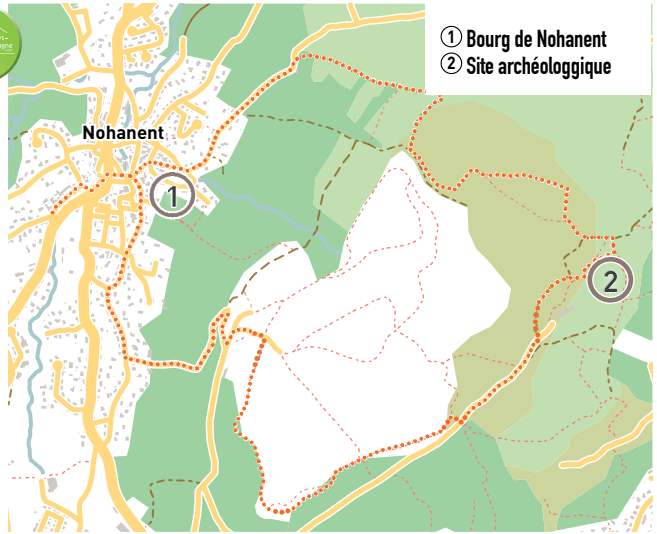 ① Bourg de Nohanent
② Site archéologgique
Nohanent
1
2